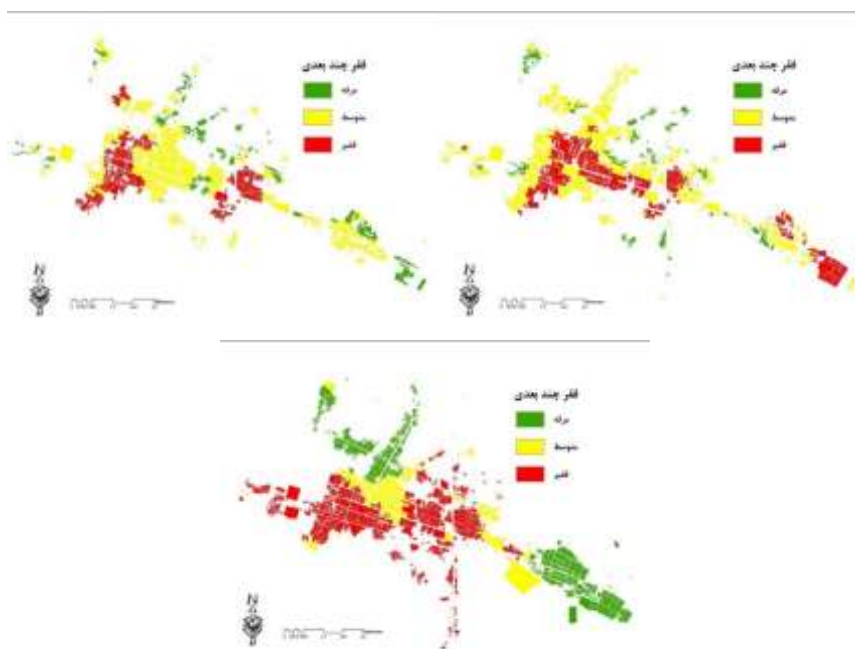 فقر چند بعدی
مرفه
متوسط
فقیر
N
فقر چند بعدی
مرفه
متوسط
فقیر
N
فقر چند بعدی
مرفه
متوسط
فقیر
N